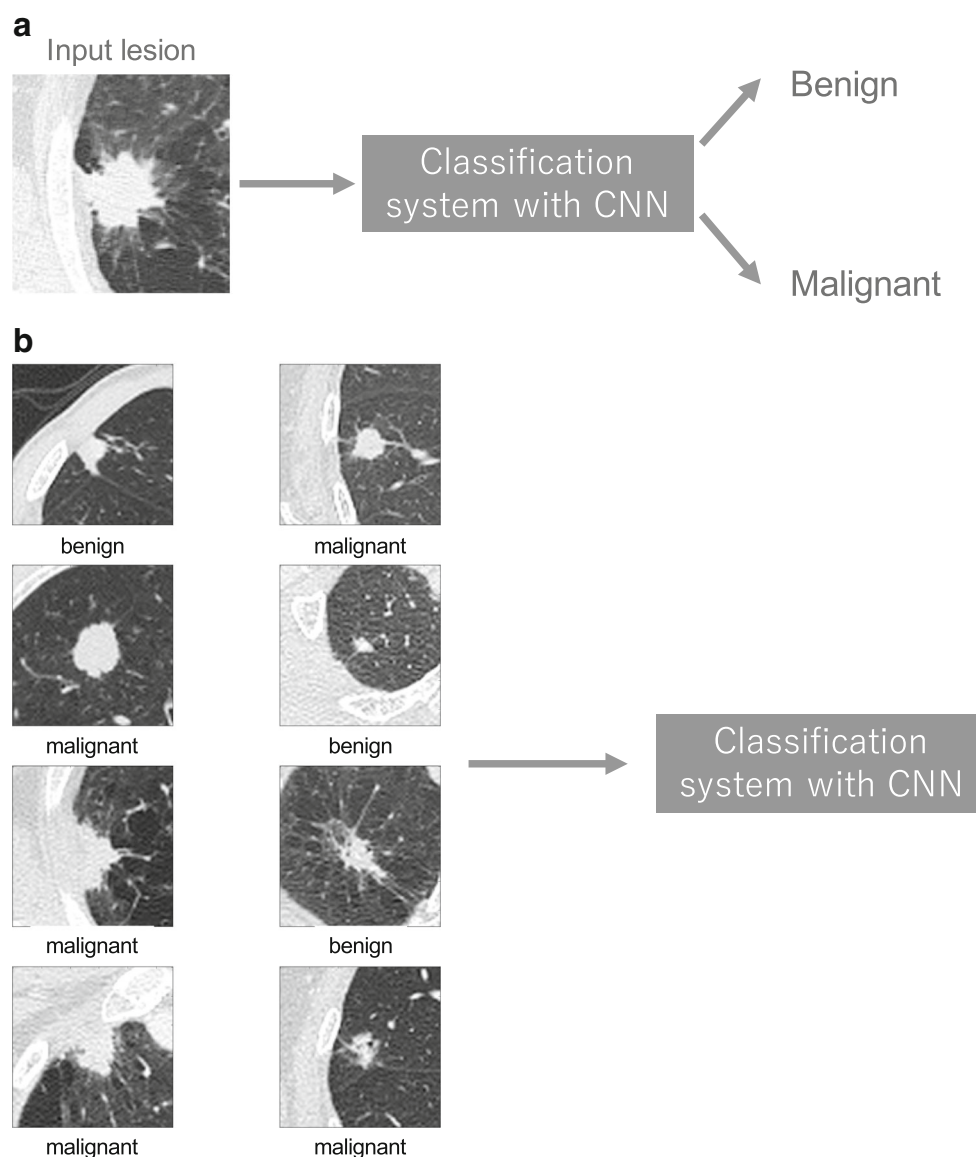 a
Input lesion
Benign
Classification
system with CNN
Malignant
b
benign
malignant
malignant
benign
Classification
system with CNN
malignant
benign
malignant
malignant